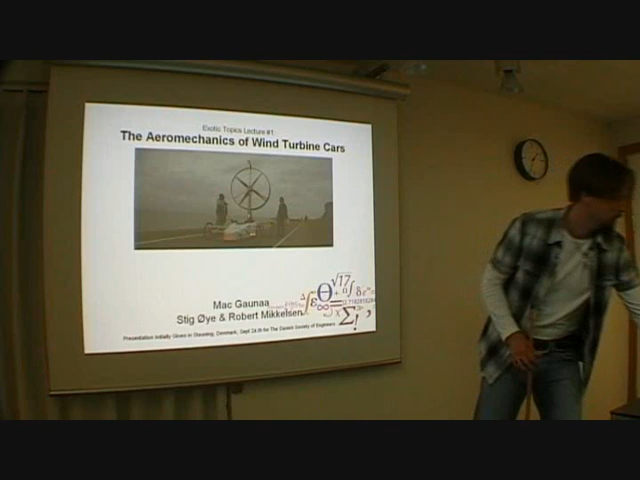 Exotic Topics Lecture #1:
The Aeromechanics of Wind Turbine Cars
Mac Gaunaa
Stig Øye & Robert Mikkelsen
Presentation Initially Given in Skeening, Denmark, Sept 24.th for The Danish Society of Engineers